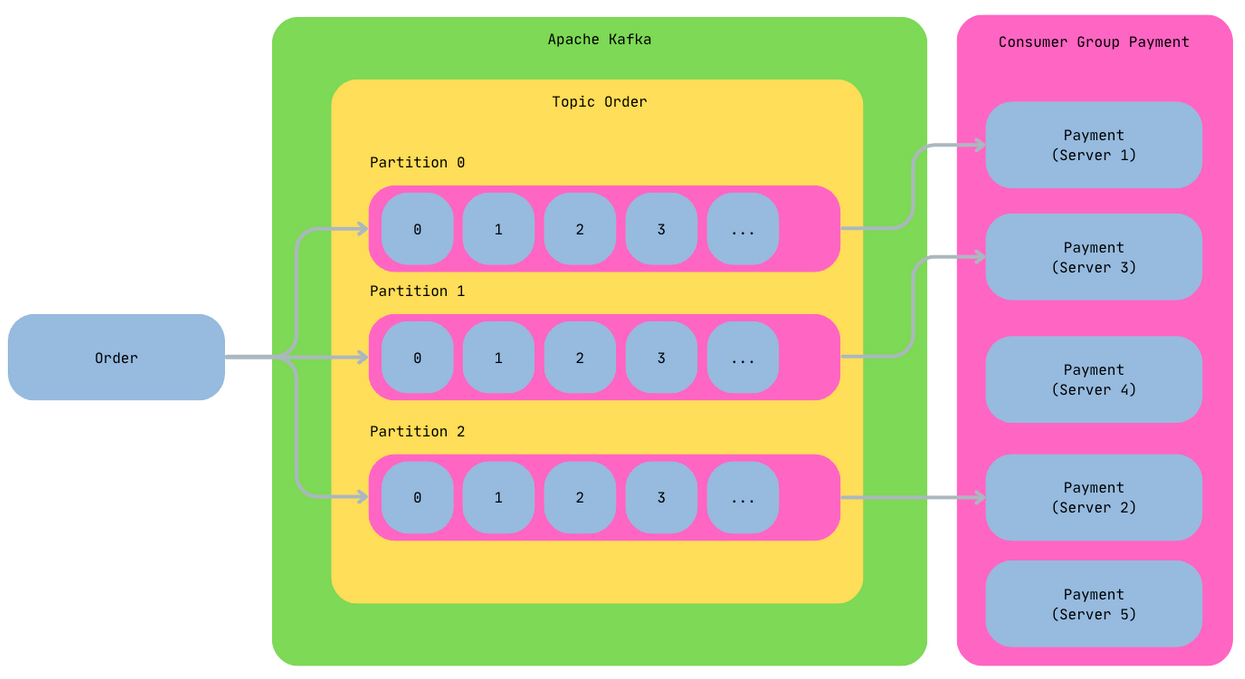 Apache Kafka
Consumer Group Payment
Topic Order
Partition 0
0 1 2 3 ...
Partition 1
0 1 2 3 ...
Partition 2
0 1 2 3 ...
Order
Payment
(Server 1)
Payment
(Server 3)
Payment
(Server 4)
Payment
(Server 2)
Payment
(Server 5)